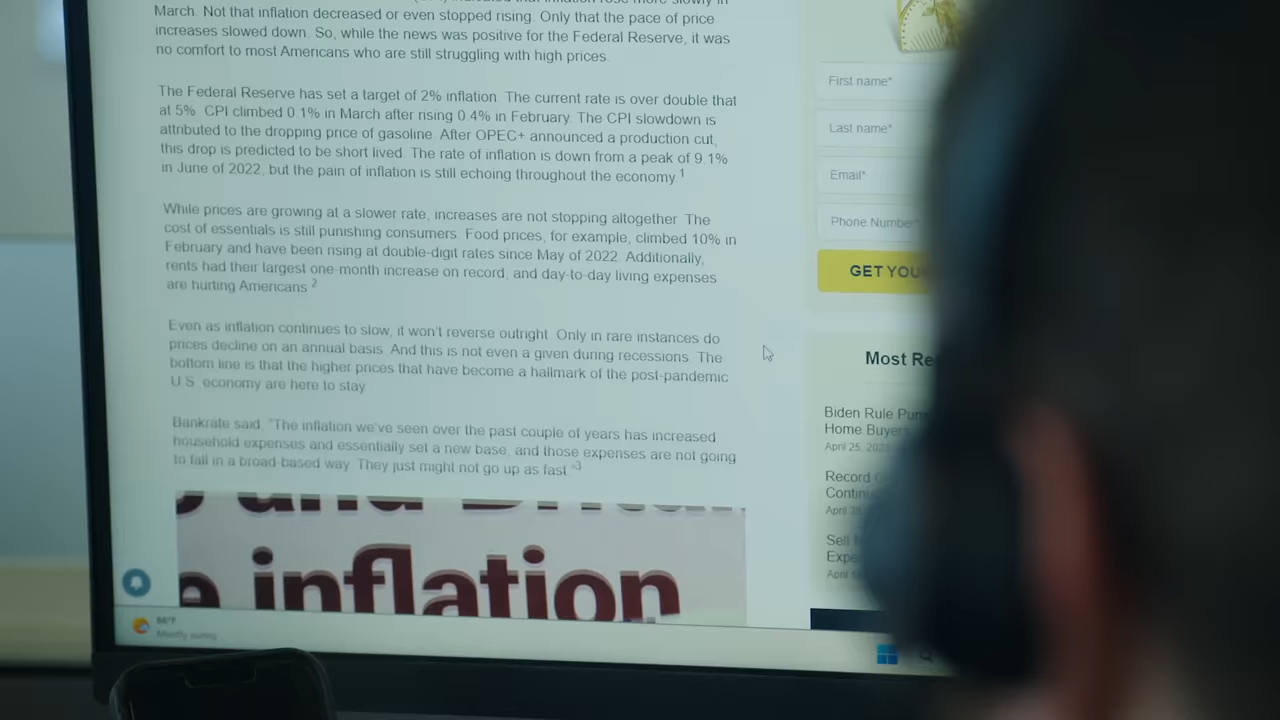 March. Not that inflation decreased or even stopped rising. Only that the pace of price
increases slowed down. So, while the news was positive for the Federal Reserve, it was
no comfort to most Americans who are still struggling with high prices.
The Federal Reserve has set a target of 2% inflation. The current rate is over double that
at 5%. CPI climbed 0.1% in March after rising 0.4% in February. The CPI slowdown is
attributed to the dropping price of gasoline. After OPEC+ announced a production cut,
this drop is predicted to be short lived. The rate of inflation is down from a peak of 9.1%
in June of 2022, but the pain of inflation is still echoing throughout the economy.1
While prices are growing at a slower rate, increases are not stopping altogether. The
cost of essentials is still punishing consumers. Food prices, for example, climbed 10% in
February and have been rising at double-digit rates since May of 2022. Additionally,
rents had their largest one-month increase on record, and day-to-day living expenses
are hurting Americans.2
Even as inflation continues to slow, it won't reverse outright. Only in rare instances do
prices decline on an annual basis. And this is not even a given during recessions. The
bottom line is that the higher prices that have become a hallmark of the post-pandemic
U.S. economy are here to stay.
Bankrate said, "The inflation we've seen over the past couple of years has increased
household expenses and essentially set a new base, and those expenses are not going
to fall in a broad-based way. They just might not go up as fast."3
inflation
66°F
Mostly sunny
First name*
Last name*
Email*
Phone Number*
GET YOU
Most Re
Biden Rule
Home Buyers
April 25,
Record
April
Sell
April